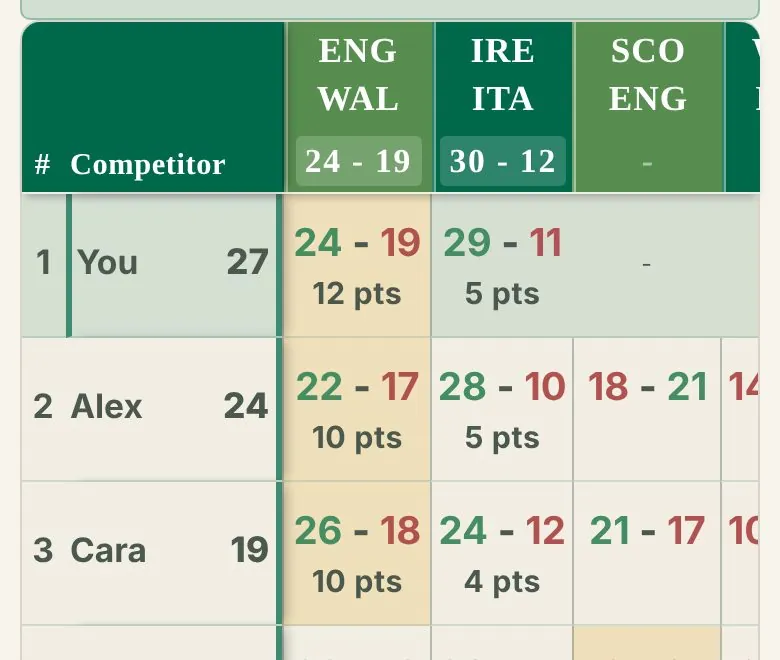 ENG IRE SCO
WAL ITA ENG
# Competitor 24 - 19 30 - 12 -
1 You 27 24 - 19 29 - 11 -
12 pts 5 pts
2 Alex 24 22 - 17 28 - 10 18 - 21 14
10 pts 5 pts
3 Cara 19 26 - 18 24 - 12 21 - 17 10
10 pts 4 pts